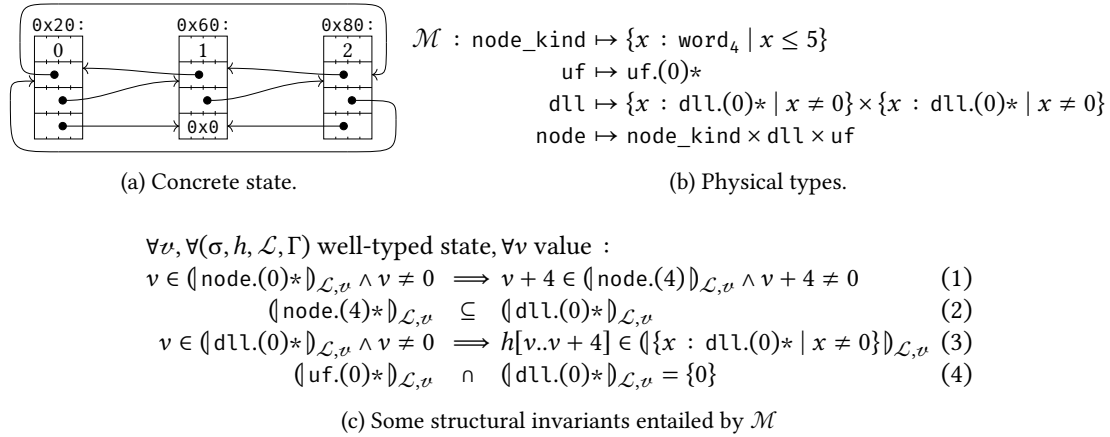 0x20: 0x60: 0x80:
0 1 2
0x0
(a) Concrete state.
ℳ : node_kind ↦ {x : word₄ | x ≤ 5}
uf ↦ uf.(0)∗
dll ↦ {x : dll.(0)∗ | x ≠ 0} × {x : dll.(0)∗ | x ≠ 0}
node ↦ node_kind × dll × uf
(b) Physical types.
∀𝓋, ∀(σ, h, ℒ, Γ) well-typed state, ∀v value :
v ∈ ⦇node.(0)∗⦈ℒ,𝓋 ∧ v ≠ 0 ⟹ v + 4 ∈ ⦇node.(4)⦈ℒ,𝓋 ∧ v + 4 ≠ 0 (1)
⦇node.(4)∗⦈ℒ,𝓋 ⊆ ⦇dll.(0)∗⦈ℒ,𝓋 (2)
v ∈ ⦇dll.(0)∗⦈ℒ,𝓋 ∧ v ≠ 0 ⟹ h[v..v + 4] ∈ ⦇{x : dll.(0)∗ | x ≠ 0}⦈ℒ,𝓋 (3)
⦇uf.(0)∗⦈ℒ,𝓋 ∩ ⦇dll.(0)∗⦈ℒ,𝓋 = {0} (4)
(c) Some structural invariants entailed by ℳ